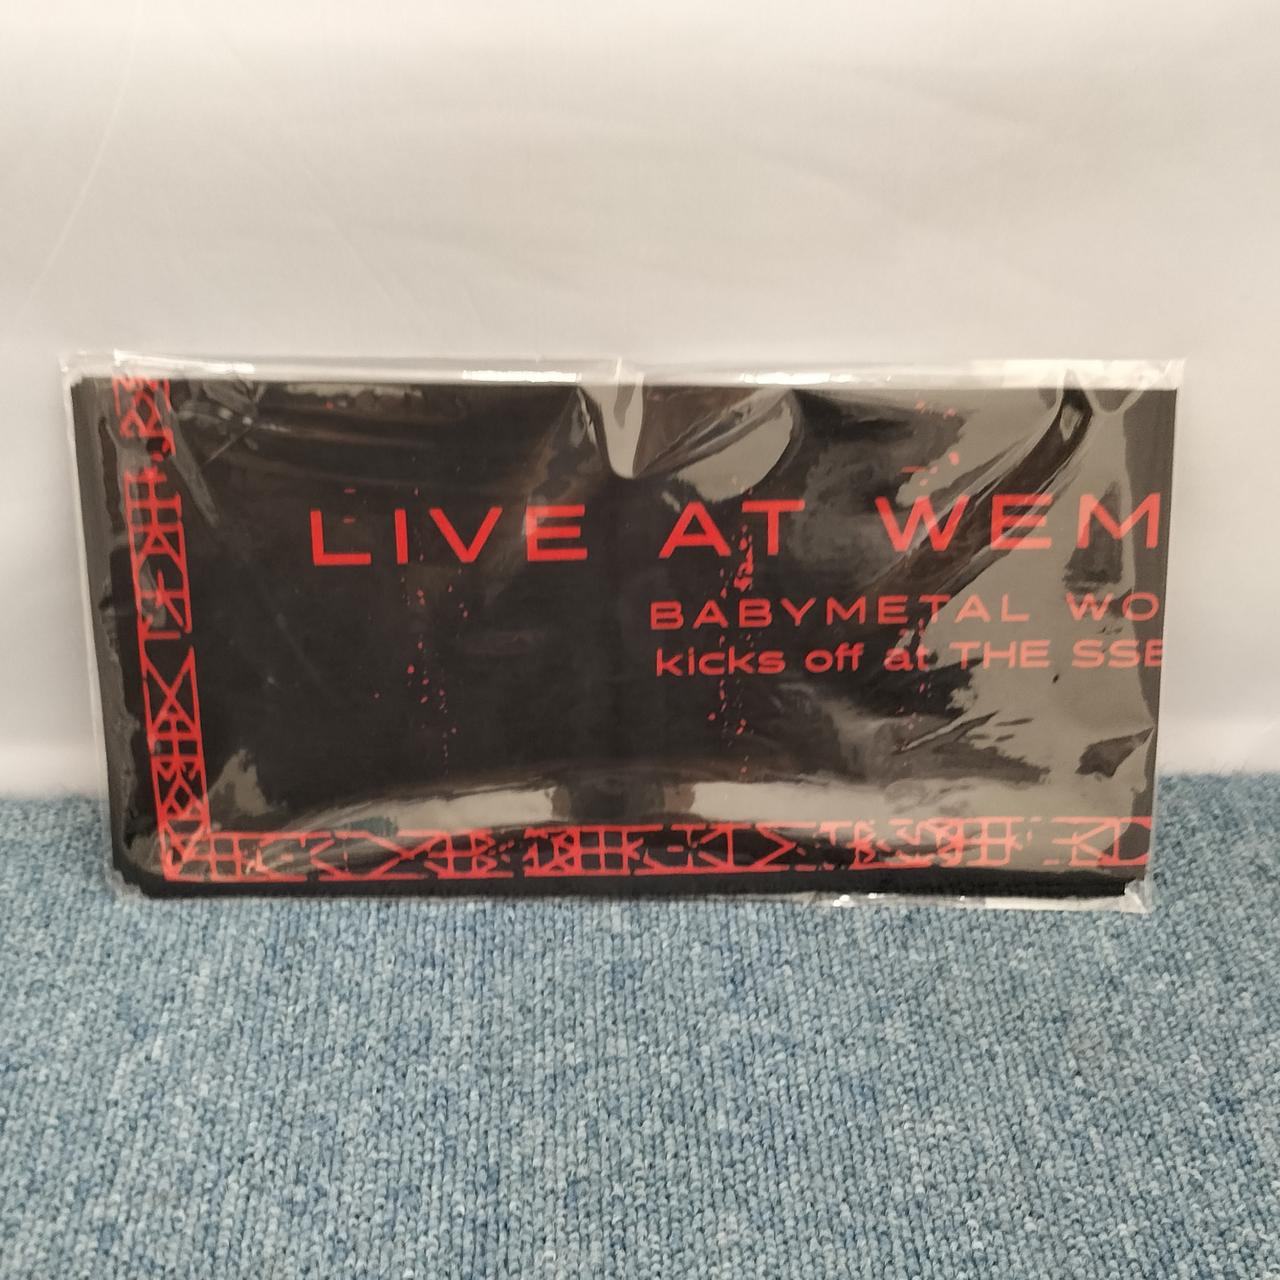 LIVE AT WEM
BABYMETAL WO
kicks off at THE SSE